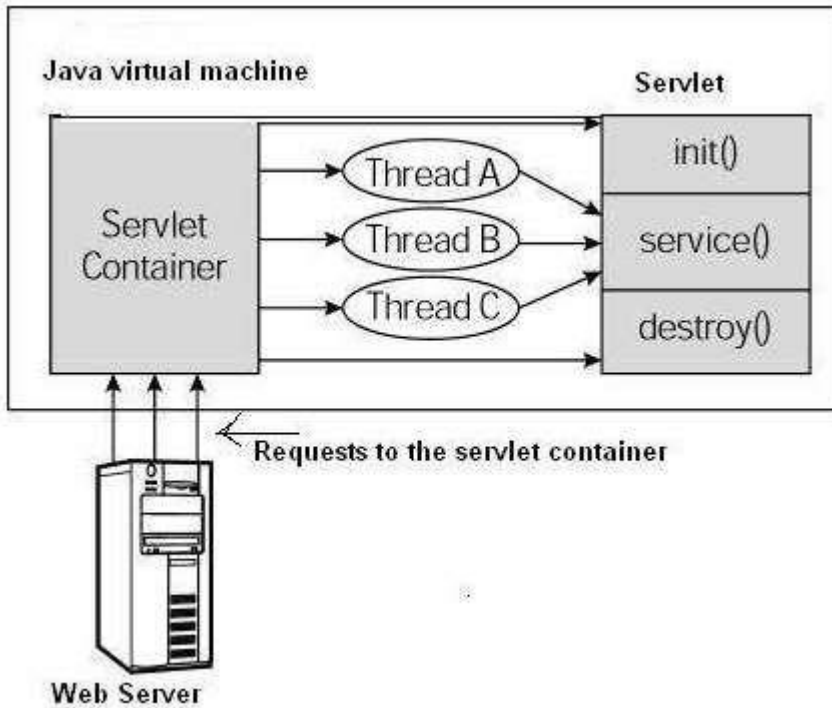 Java virtual machine
Servlet
init()
Thread A
Servlet
Container
Thread B
service()
Thread C
destroy()
Requests to the servlet container
Web Server